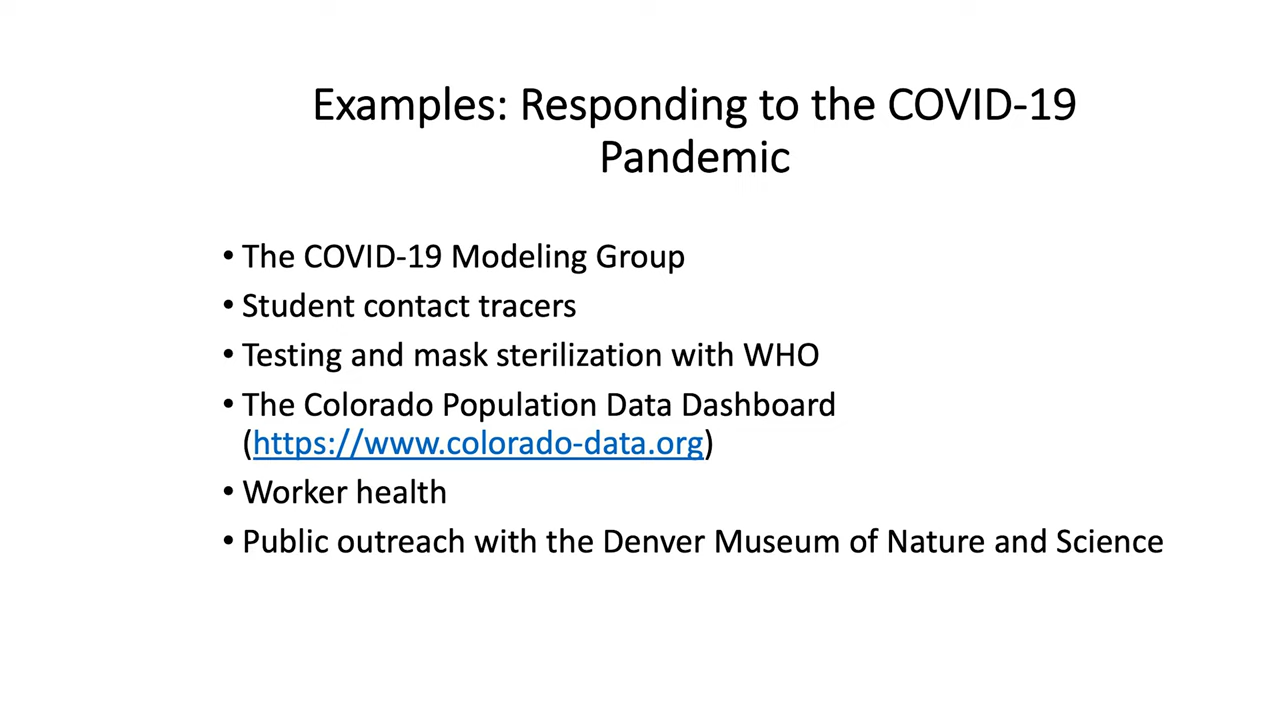 Examples: Responding to the COVID-19
Pandemic
• The COVID-19 Modeling Group
• Student contact tracers
• Testing and mask sterilization with WHO
• The Colorado Population Data Dashboard
(https://www.colorado-data.org)
• Worker health
• Public outreach with the Denver Museum of Nature and Science